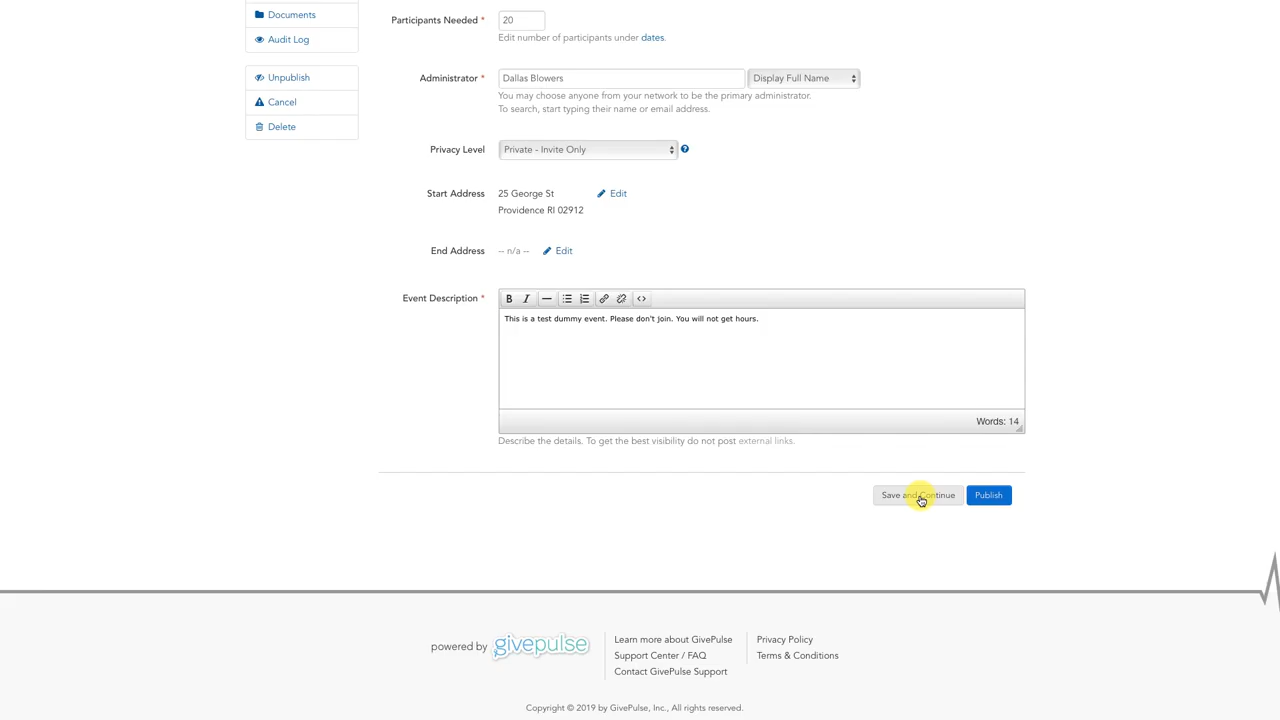 Documents
Audit Log
Unpublish
Cancel
Delete
Participants Needed *
20
Edit number of participants under dates.
Administrator *
Dallas Blowers
Display Full Name
You may choose anyone from your network to be the primary administrator.
To search, start typing their name or email address.
Privacy Level
Private - Invite Only
?
Start Address
25 George St
Edit
Providence RI 02912
End Address
-- n/a --
Edit
Event Description *
B I
This is a test dummy event. Please don't join. You will not get hours.
Words: 14
Describe the details. To get the best visibility do not post external links.
Save and Continue
Publish
powered by givepulse
Learn more about GivePulse
Support Center / FAQ
Contact GivePulse Support
Privacy Policy
Terms & Conditions
Copyright © 2019 by GivePulse, Inc., All rights reserved.